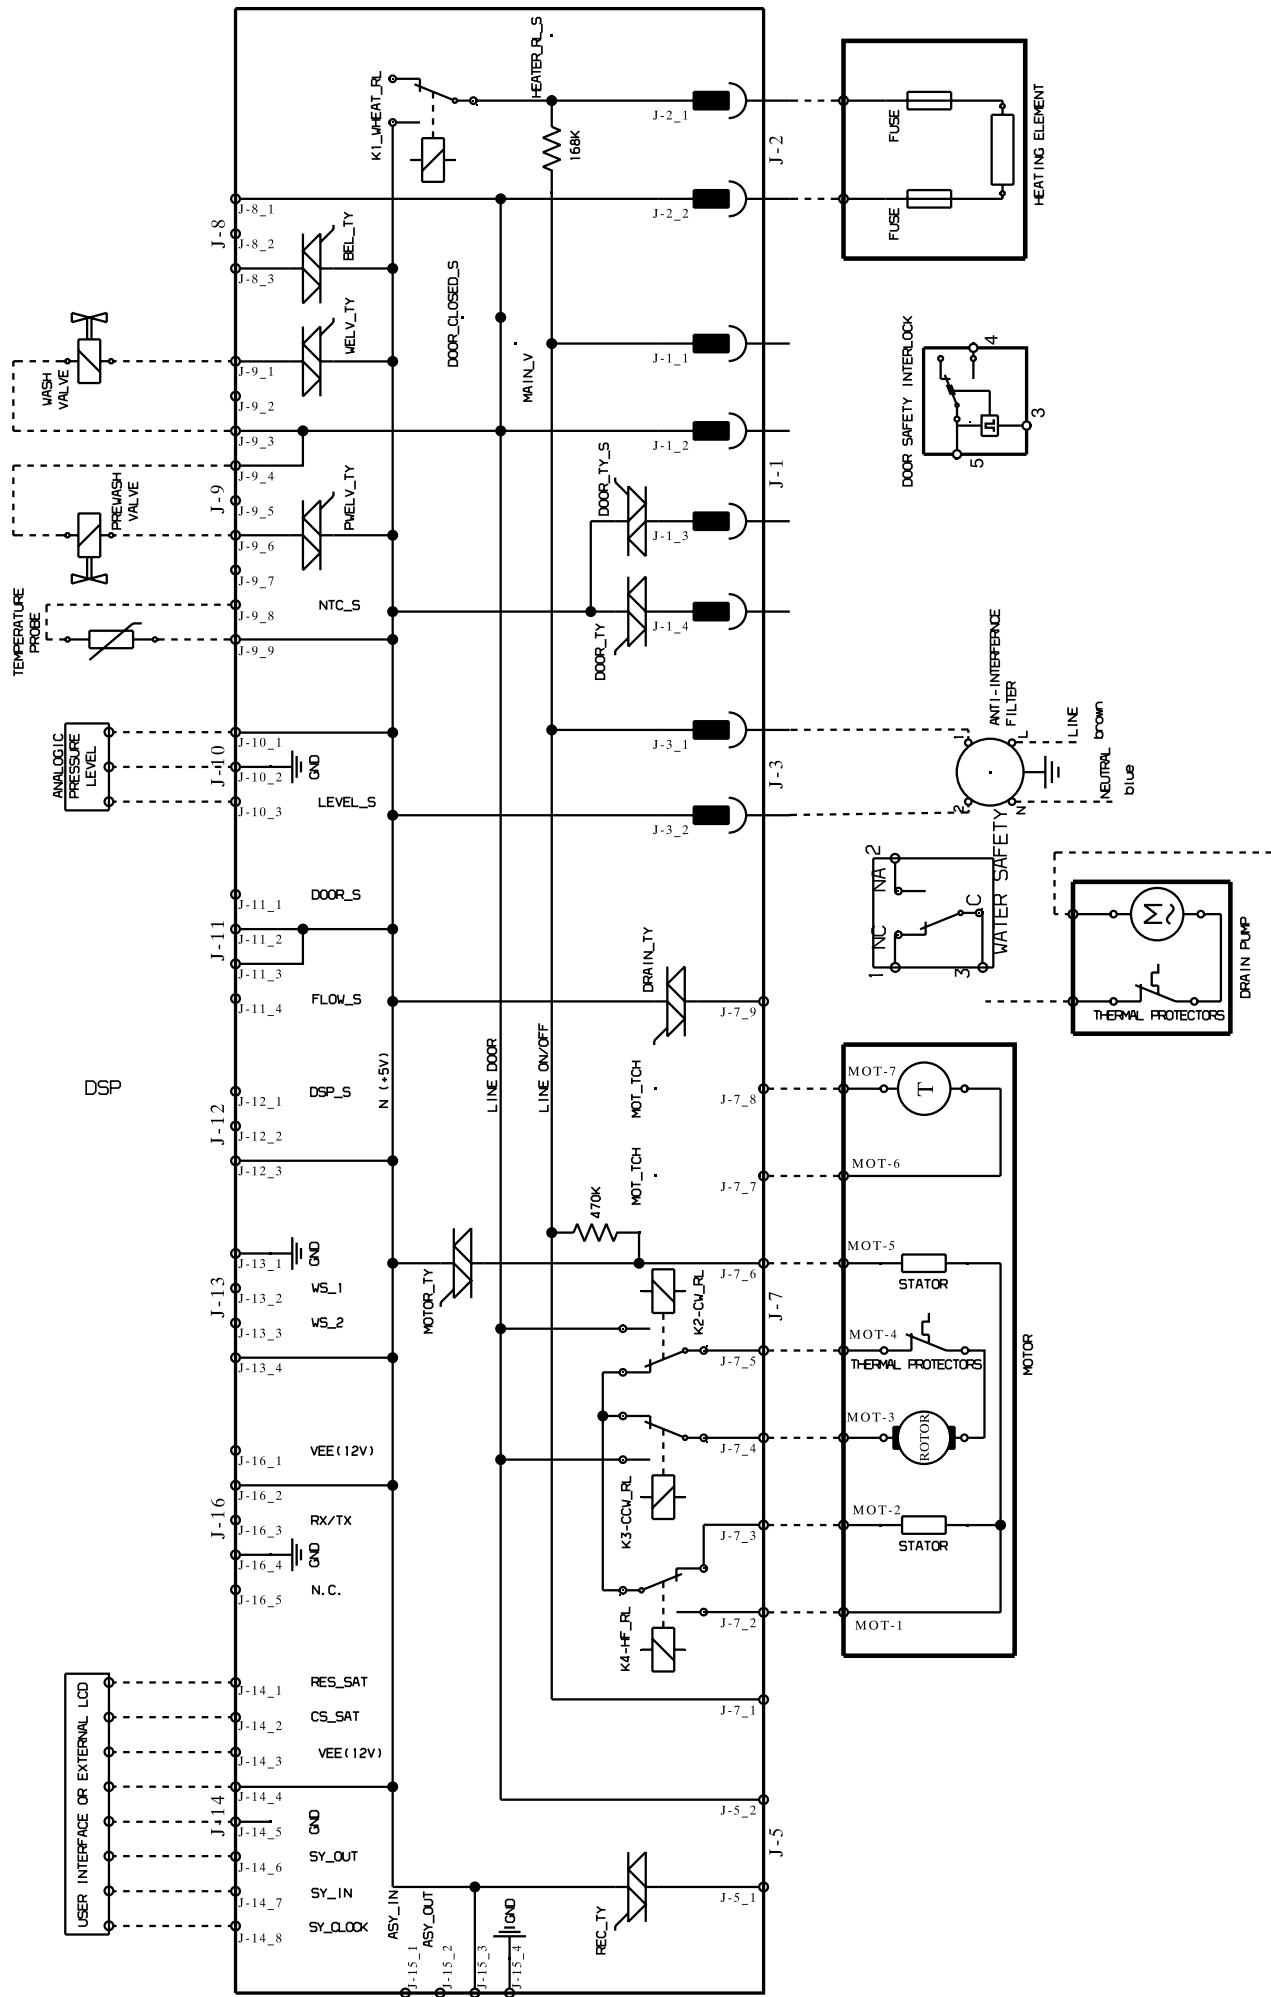 HEATER_RL_S
K1_WHEAT_RL
168K
J-2_1
J-2
J-2_2
FUSE
FUSE
HEATING ELEMENT
J-8
J-8_1
J-8_2
J-8_3
BEL_TY
WELV_TY
DOOR_CLOSED_S
MAIN_V
J-1_1
J-1_2
J-1
J-1_3
J-1_4
DOOR_TY_S
DOOR_TY
DOOR SAFETY INTERLOCK
4
3
5
WASH
VALVE
J-9_1
J-9_2
J-9_3
J-9_4
J-9
J-9_5
J-9_6
J-9_7
J-9_8
J-9_9
PREWASH
VALVE
PWELV_TY
NTC_S
TEMPERATURE
PROBE
ANALOGIC
PRESSURE
LEVEL
J-10
J-10_1
J-10_2
J-10_3
GND
LEVEL_S
J-3_1
J-3
J-3_2
ANTI-INTERFERNCE
FILTER
1
L
2
N
LINE
brown
NEUTRAL
blue
WATER SAFETY
2
NA
NC
C
1
3
J-11
J-11_1
J-11_2
J-11_3
J-11_4
DOOR_S
FLOW_S
DRAIN_TY
J-7_9
M
THERMAL PROTECTORS
DRAIN PUMP
DSP
J-12
J-12_1
J-12_2
J-12_3
DSP_S
N (+5V)
LINE DOOR
LINE ON/OFF
MOT_TCH
J-7_8
MOT_TCH
J-7_7
MOT-7
T
MOT-6
J-13
J-13_1
J-13_2
J-13_3
J-13_4
GND
WS_1
WS_2
MOTOR_TY
470K
J-7_6
J-7
K2-CW_RL
J-7_5
J-7_4
K3-CCW_RL
J-7_3
K4-HF_RL
J-7_2
J-7_1
MOT-5
STATOR
MOT-4
THERMAL PROTECTORS
MOT-3
ROTOR
MOT-2
STATOR
MOT-1
MOTOR
J-16
J-16_1
J-16_2
J-16_3
J-16_4
J-16_5
VEE(12V)
RX/TX
GND
N.C.
USER INTERFACE OR EXTERNAL LCD
J-14
J-14_1
J-14_2
J-14_3
J-14_4
J-14_5
J-14_6
J-14_7
J-14_8
RES_SAT
CS_SAT
VEE(12V)
GND
SY_OUT
SY_IN
SY_CLOCK
J-5_2
J-5
J-5_1
REC_TY
ASY_IN
ASY_OUT
GND
J-15_1
J-15_2
J-15_3
J-15_4